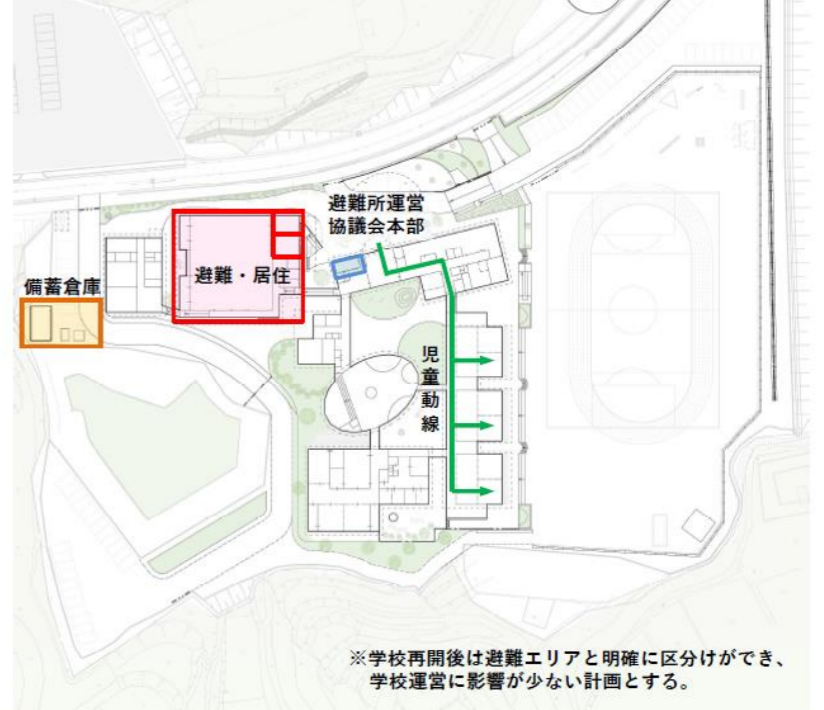 避難所運営
協議会本部
避難・居住
備蓄倉庫
児童動線
※学校再開後は避難エリアと明確に区分けができ、
学校運営に影響が少ない計画とする。